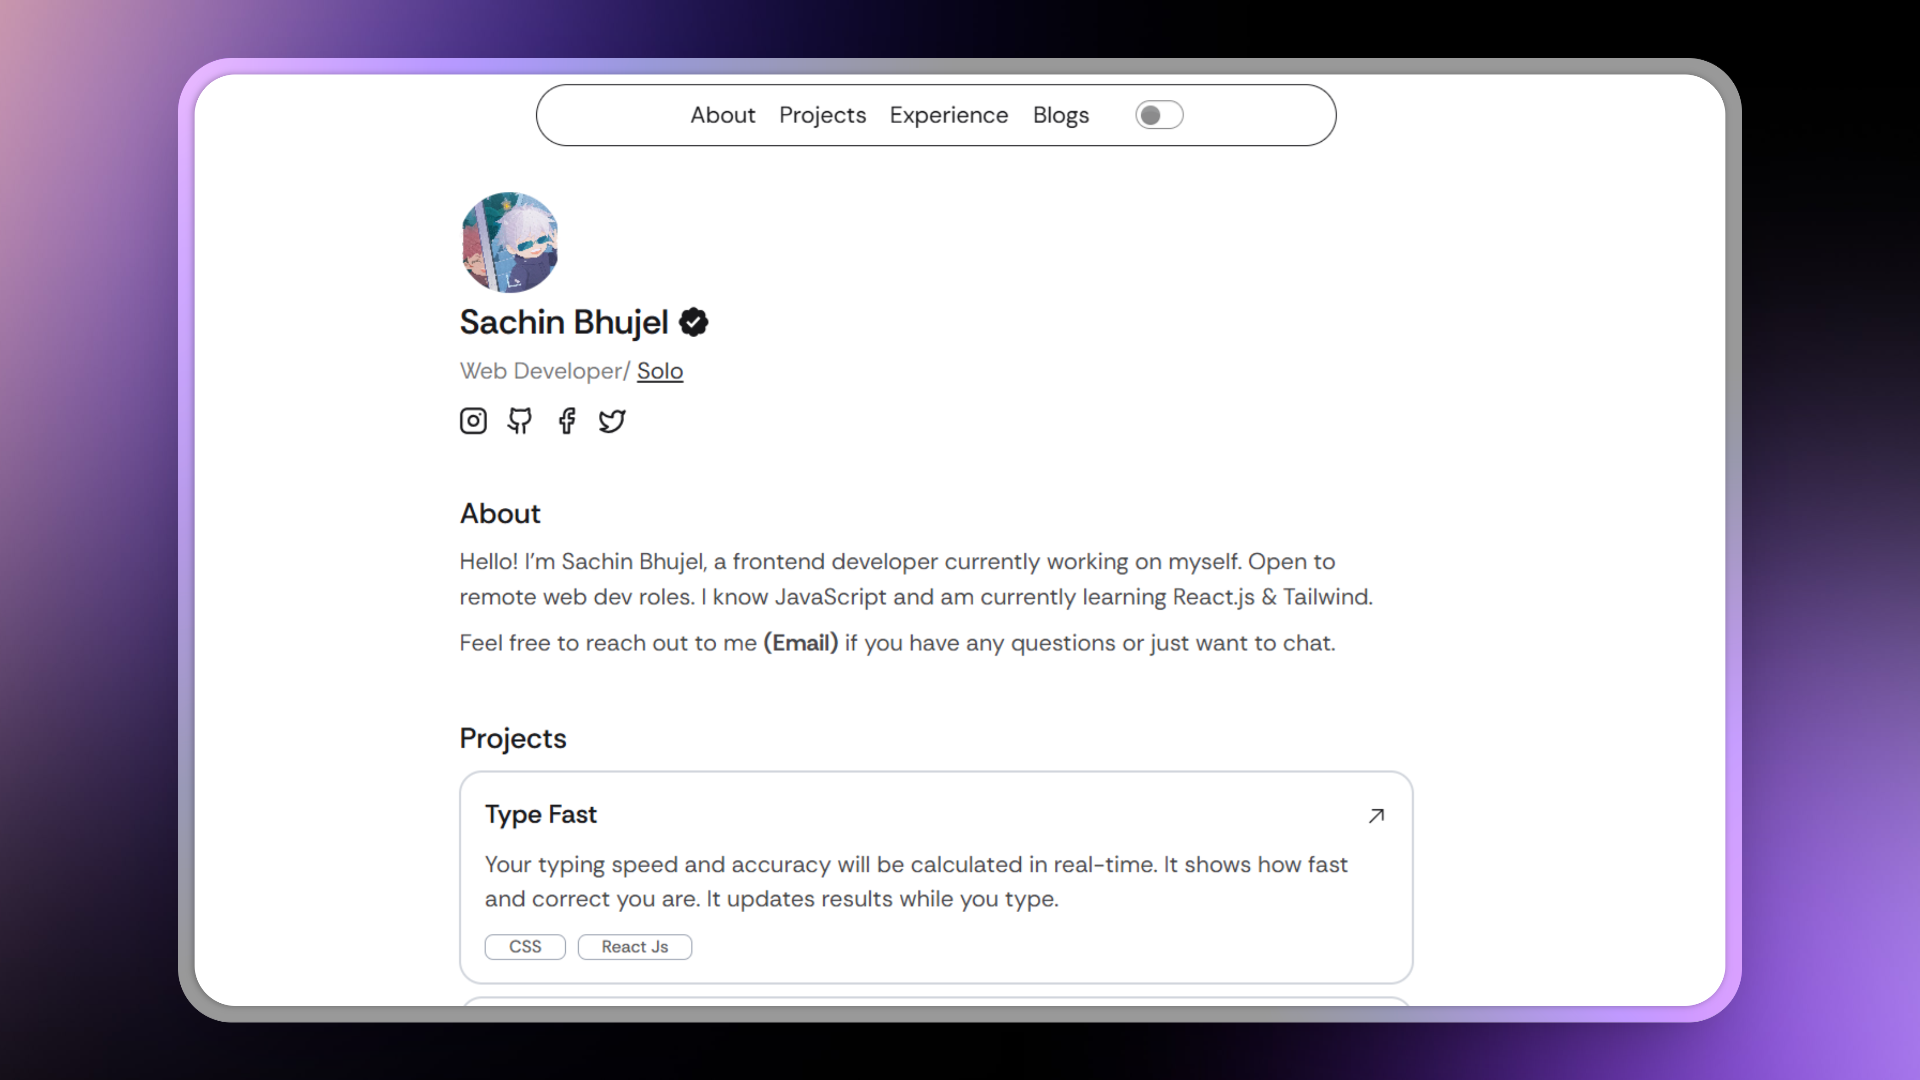 About Projects Experience Blogs
Sachin Bhujel
Web Developer/ Solo
About
Hello! I'm Sachin Bhujel, a frontend developer currently working on myself. Open to
remote web dev roles. I know JavaScript and am currently learning React.js & Tailwind.
Feel free to reach out to me (Email) if you have any questions or just want to chat.
Projects
Type Fast
Your typing speed and accuracy will be calculated in real-time. It shows how fast
and correct you are. It updates results while you type.
CSS React Js